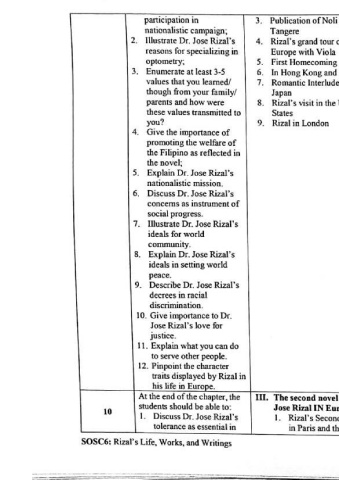 participation in
nationalistic campaign;
2. Illustrate Dr. Jose Rizal's
reasons for specializing in
optometry;
3. Enumerate at least 3-5
values that you learned/
though from your family/
parents and how were
these values transmitted to
you?
4. Give the importance of
promoting the welfare of
the Filipino as reflected in
the novel;
5. Explain Dr. Jose Rizal's
nationalistic mission.
6. Discuss Dr. Jose Rizal's
concerns as instrument of
social progress.
7. Illustrate Dr. Jose Rizal's
ideals for world
community.
8. Explain Dr. Jose Rizal's
ideals in setting world
peace.
9. Describe Dr. Jose Rizal's
decrees in racial
discrimination.
10. Give importance to Dr.
Jose Rizal's love for
justice.
11. Explain what you can do
to serve other people.
12. Pinpoint the character
traits displayed by Rizal in
his life in Europe.
3. Publication of Noli
Tangere
4. Rizal's grand tour
Europe with Viola
5. First Homecoming
6. In Hong Kong and
7. Romantic Interlude
Japan
8. Rizal's visit in the
States
9. Rizal in London
10
At the end of the chapter, the
students should be able to:
1. Discuss Dr. Jose Rizal's
tolerance as essential in
III. The second novel
Jose Rizal IN Eur
1. Rizal's Secon
in Paris and th
SOSC6: Rizal's Life, Works, and Writings